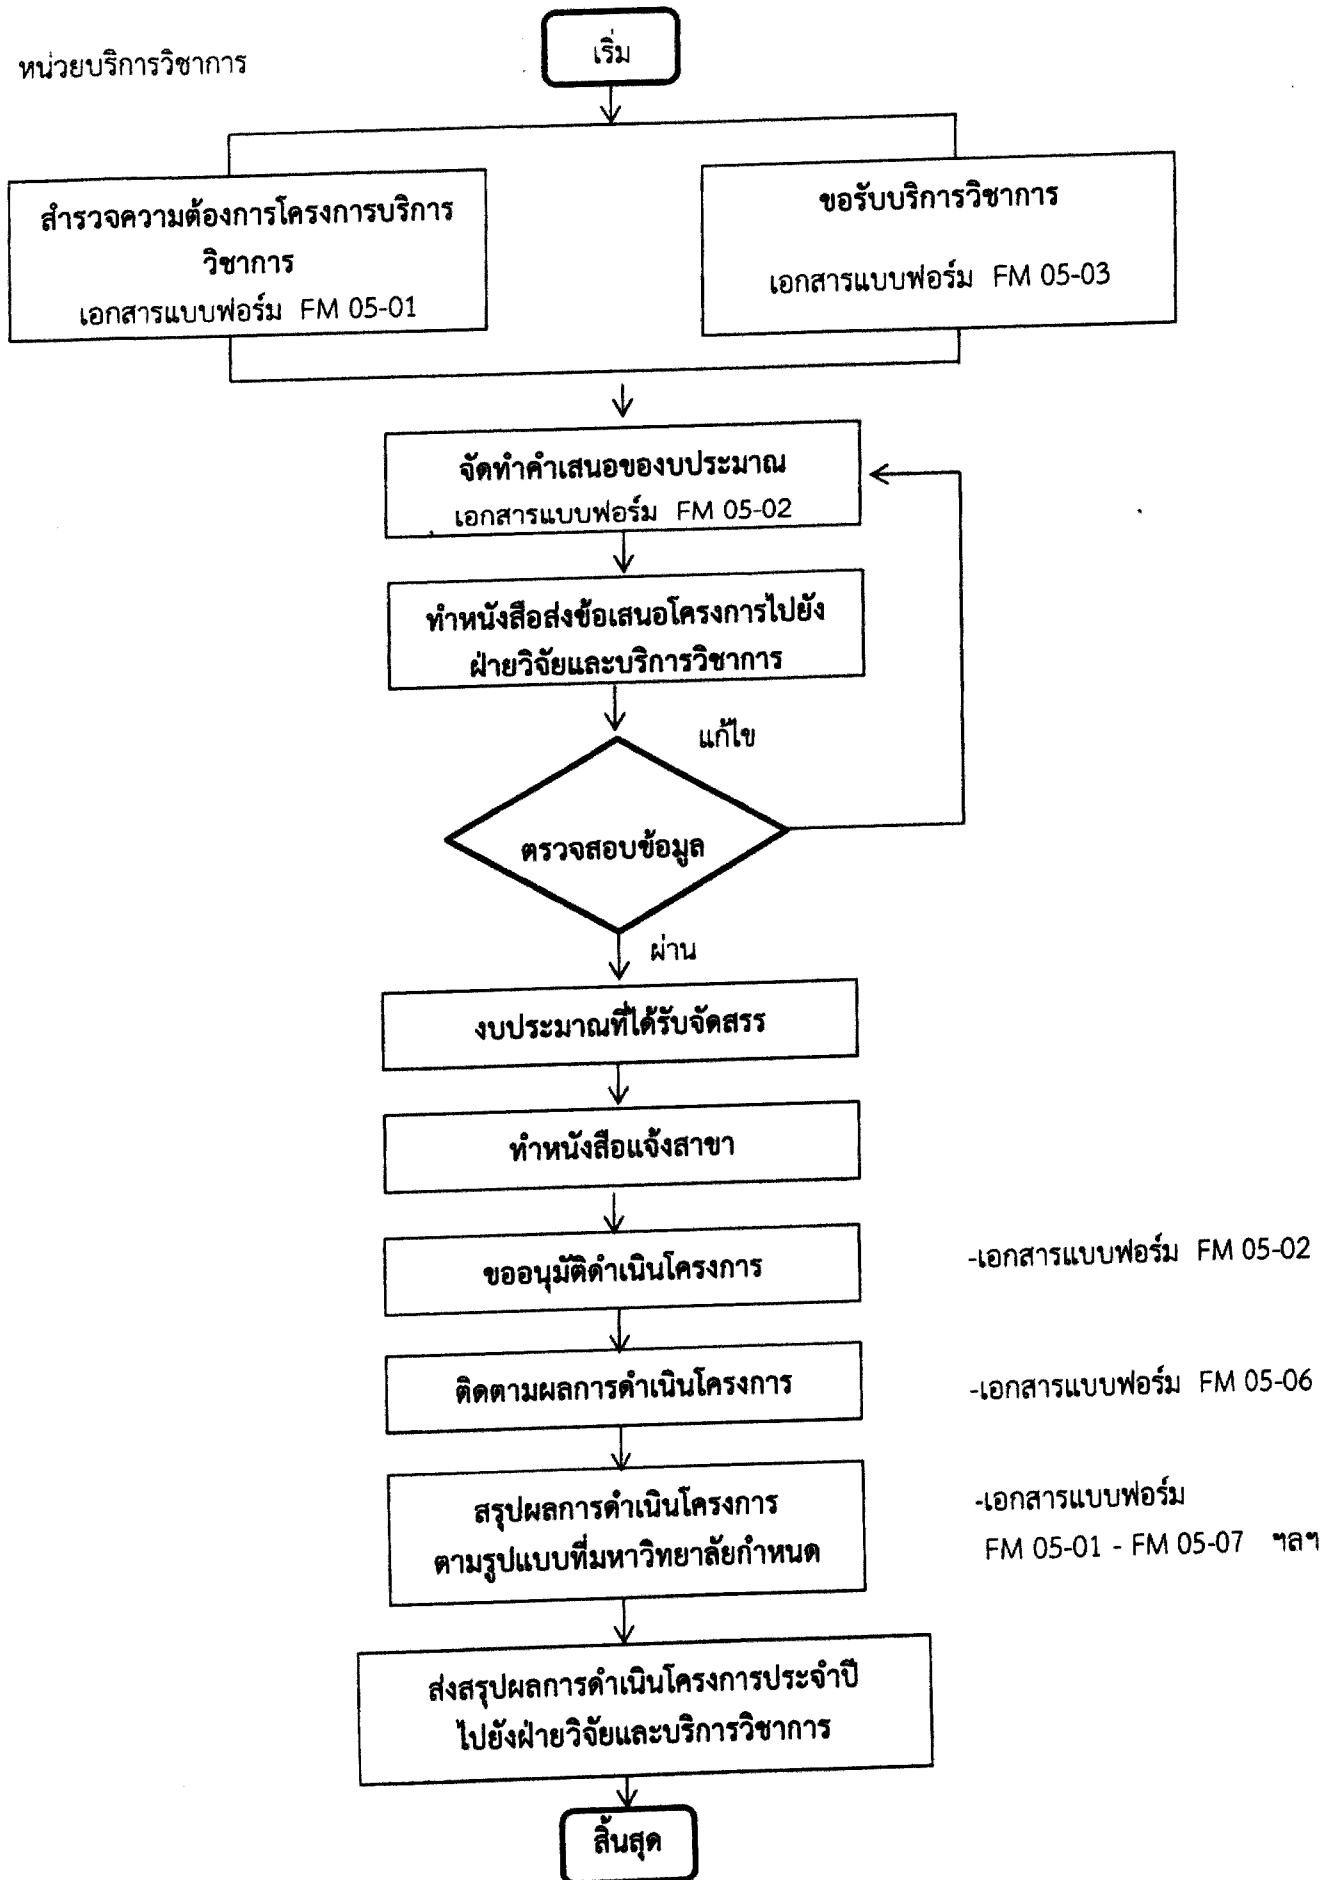 หน่วยบริการวิชาการ
เริ่ม
สำรวจความต้องการโครงการบริการ
วิชาการ
เอกสารแบบฟอร์ม FM 05-01
ขอรับบริการวิชาการ
เอกสารแบบฟอร์ม FM 05-03
จัดทำคำเสนอของบประมาณ
เอกสารแบบฟอร์ม FM 05-02
ทำหนังสือส่งข้อเสนอโครงการไปยัง
ฝ่ายวิจัยและบริการวิชาการ
แก้ไข
ตรวจสอบข้อมูล
ผ่าน
งบประมาณที่ได้รับจัดสรร
ทำหนังสือแจ้งสาขา
ขออนุมัติดำเนินโครงการ
-เอกสารแบบฟอร์ม FM 05-02
ติดตามผลการดำเนินโครงการ
-เอกสารแบบฟอร์ม FM 05-06
สรุปผลการดำเนินโครงการ
ตามรูปแบบที่มหาวิทยาลัยกำหนด
-เอกสารแบบฟอร์ม
FM 05-01 - FM 05-07 ฯลฯ
ส่งสรุปผลการดำเนินโครงการประจำปี
ไปยังฝ่ายวิจัยและบริการวิชาการ
สิ้นสุด